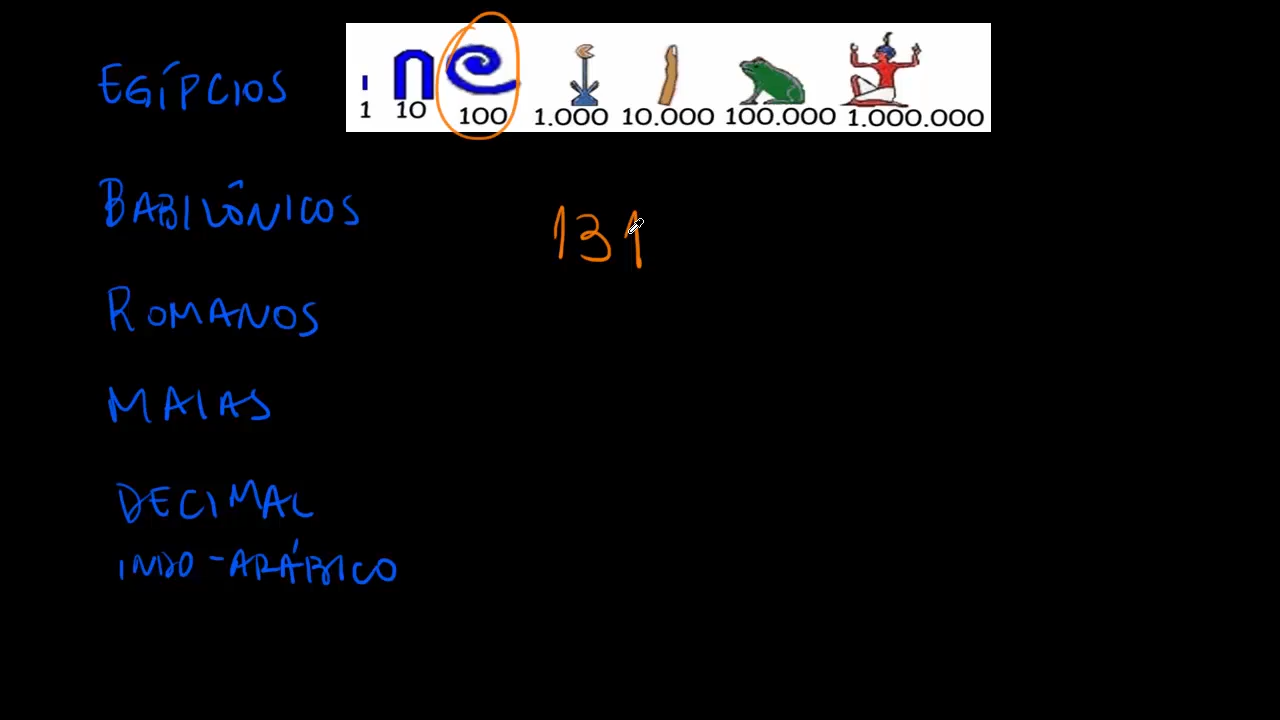 EGÍPCIOS
1 10 100 1.000 10.000 100.000 1.000.000
BABILÔNICOS
131
ROMANOS
MAIAS
DECIMAL
INDO-ARÁBICO